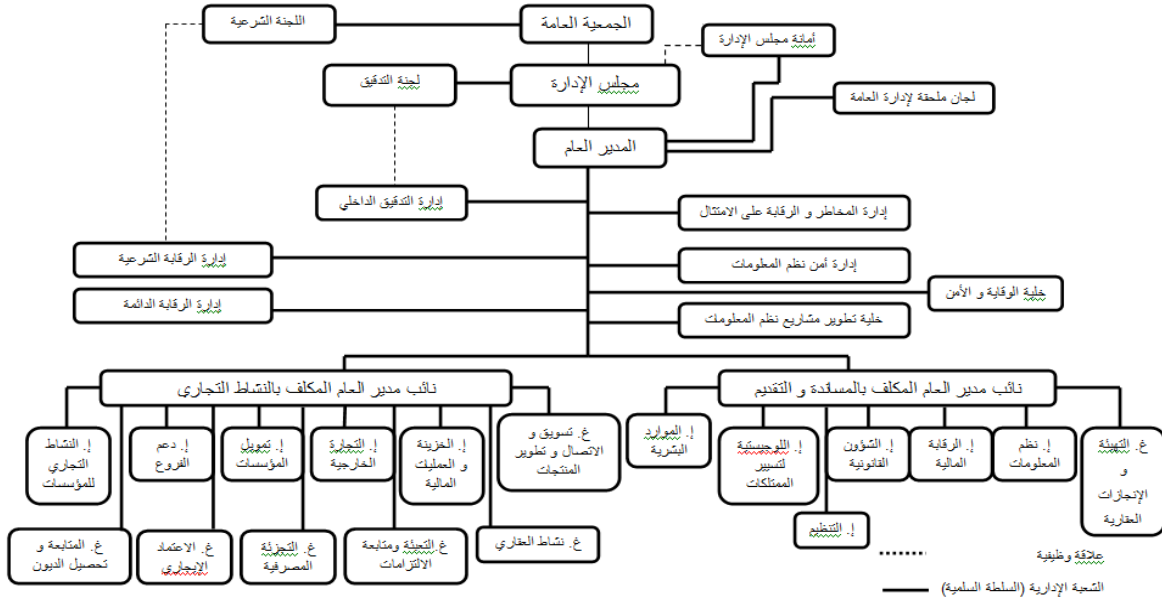 اللجنة الشرعية
الجمعية العامة
أمانة مجلس الإدارة
لجنة التدقيق
مجلس الإدارة
لجان ملحقة لإدارة العامة
المدير العام
إدارة التدقيق الداخلي
إدارة المخاطر و الرقابة على الامتثال
إدارة الرقابة الشرعية
إدارة أمن نظم المعلومات
خلية الوقاية و الأمن
إدارة الرقابة الدائمة
خلية تطوير مشاريع نظم المعلومات
نائب مدير العام المكلف بالمساندة و التقديم
نائب مدير العام المكلف بالنشاط التجاري
غ. التهيئة
و
الإنجازات
العقارية
إ. نظم
المعلومات
إ. الرقابة
المالية
إ. الشؤون
القانونية
إ. اللوجيستية
لتسيير
الممتلكات
إ. الموارد
البشرية
إ. التنظيم
غ. تسويق و
الاتصال و تطوير
المنتجات
إ. الخزينة
و العمليات
المالية
إ. التجارة
الخارجية
إ. تمويل
المؤسسات
إ. دعم
الفروع
إ. النشاط
التجاري
للمؤسسات
غ. نشاط العقاري
غ.التعبئة ومتابعة
الالتزامات
غ. التجزئة
المصرفية
غ. الاعتماد
الإيجاري
غ. المتابعة و
تحصيل الديون
علاقة وظيفية
الشعبة الإدارية (السلطة السلمية)